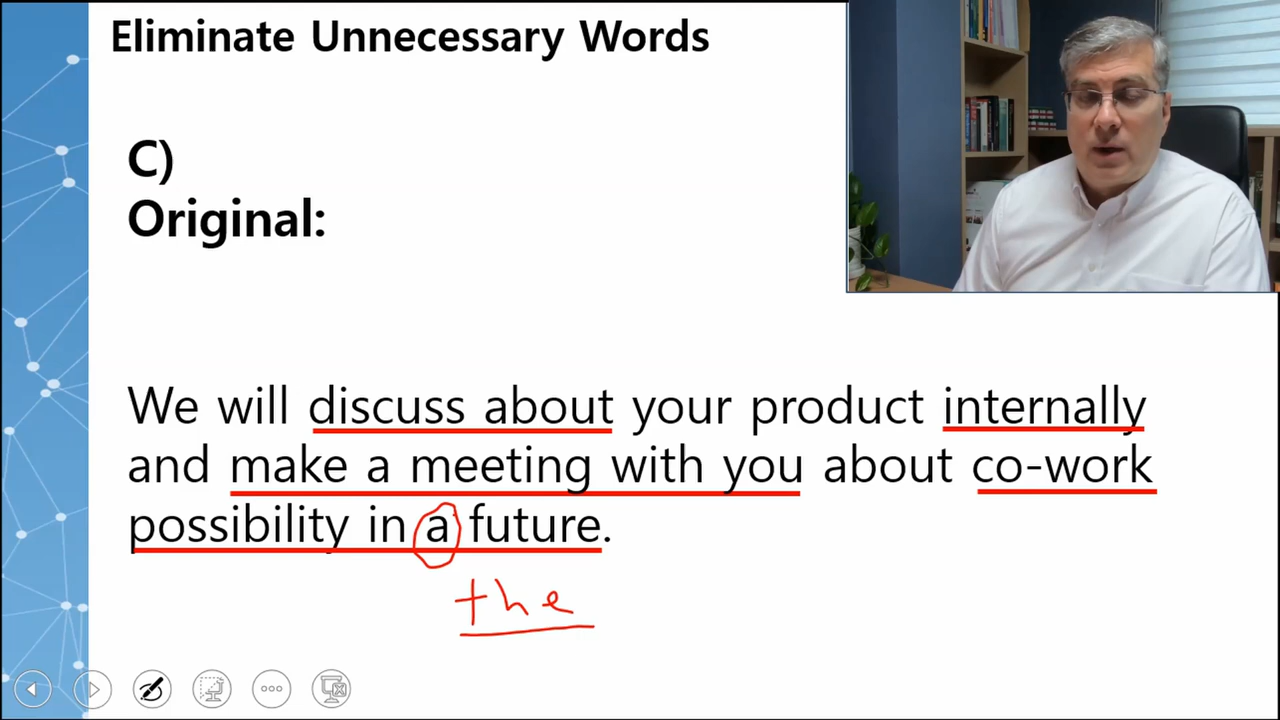 Eliminate Unnecessary Words
C)
Original:
We will discuss about your product internally
and make a meeting with you about co-work
possibility in a future.
the